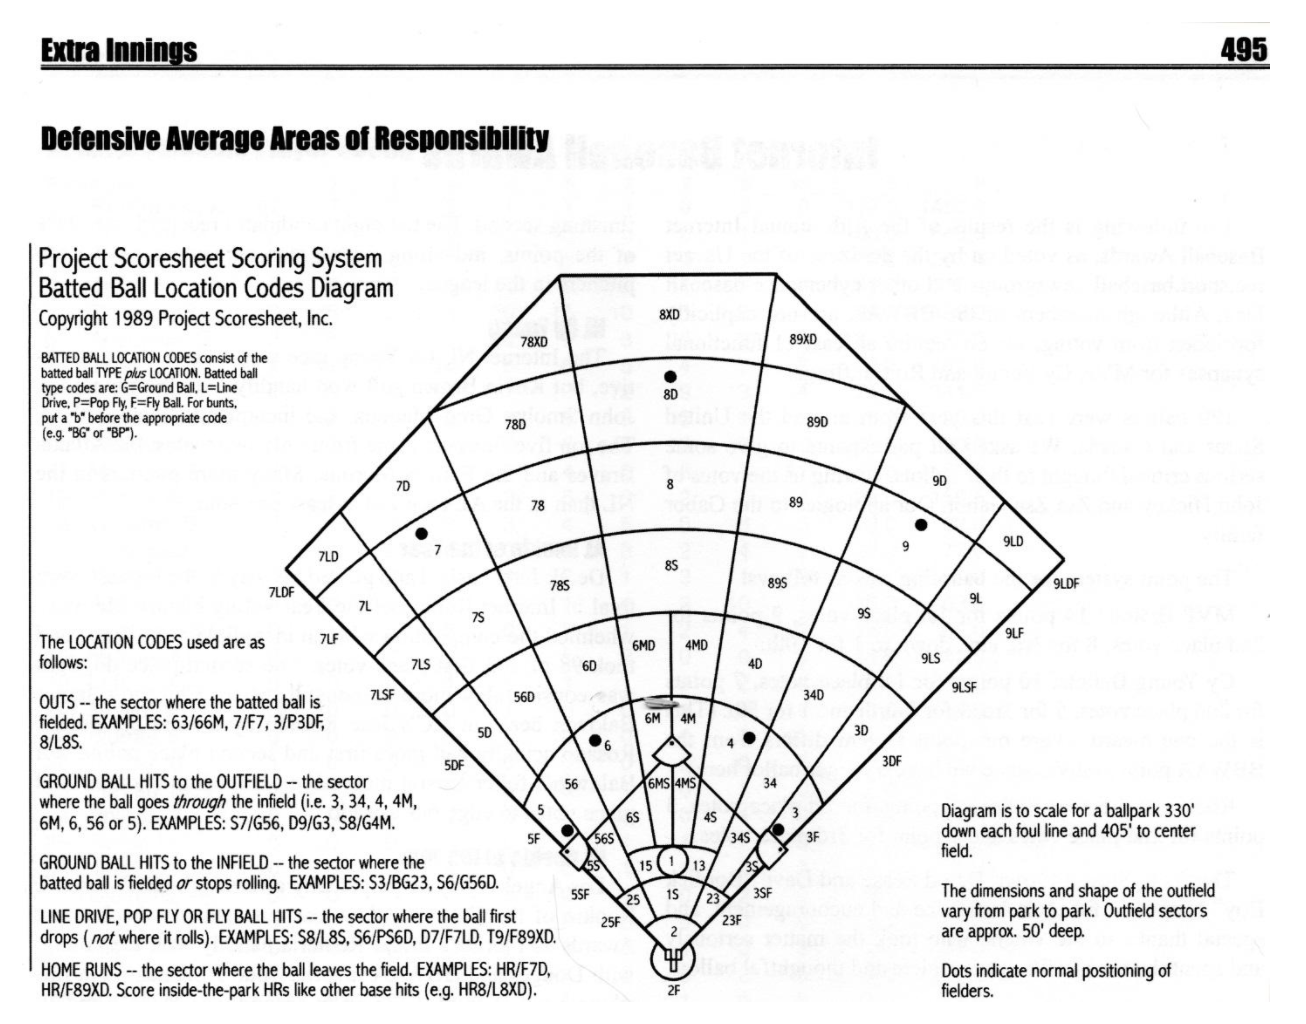 Extra Innings 495
Defensive Average Areas of Responsibility
Project Scoresheet Scoring System
Batted Ball Location Codes Diagram
Copyright 1989 Project Scoresheet, Inc.
BATTED BALL LOCATION CODES consist of the
batted ball TYPE plus LOCATION. Batted ball
type codes are: G=Ground Ball, L=Line
Drive, P=Pop Fly, F=Fly Ball. For bunts,
put a "b" before the appropriate code
(e.g. "BG" or "BP").
The LOCATION CODES used are as
follows:
OUTS -- the sector where the batted ball is
fielded. EXAMPLES: 63/66M, 7/F7, 3/P3DF,
8/L8S.
GROUND BALL HITS to the OUTFIELD -- the sector
where the ball goes through the infield (i.e. 3, 34, 4, 4M,
6M, 6, 56 or 5). EXAMPLES: S7/G56, D9/G3, S8/G4M.
GROUND BALL HITS to the INFIELD -- the sector where the
batted ball is fielded or stops rolling. EXAMPLES: S3/BG23, S6/G56D.
LINE DRIVE, POP FLY OR FLY BALL HITS -- the sector where the ball first
drops ( not where it rolls). EXAMPLES: S8/L8S, S6/PS6D, D7/F7LD, T9/F89XD.
HOME RUNS -- the sector where the ball leaves the field. EXAMPLES: HR/F7D,
HR/F89XD. Score inside-the-park HRs like other base hits (e.g. HR8/L8XD).
8XD
78XD 89XD
8D
78D 89D
7D 8 9D
78 89
7LD 7 9 9LD
7LDF 8S 9LDF
7L 78S 89S 9L
7S 9S
7LF 9LF
6MD 4MD
7LS 6D 4D 9LS
7LSF 56D 34D 9LSF
6M 4M
5D 3D
6 4
5DF 3DF
56 6MS 4MS 34
5 3
6S 4S
5F 56S 34S 3F
5S 15 1 13 3S
5SF 3SF
25 1S 23
25F 23F
2
2F
Diagram is to scale for a ballpark 330'
down each foul line and 405' to center
field.
The dimensions and shape of the outfield
vary from park to park. Outfield sectors
are approx. 50' deep.
Dots indicate normal positioning of
fielders.